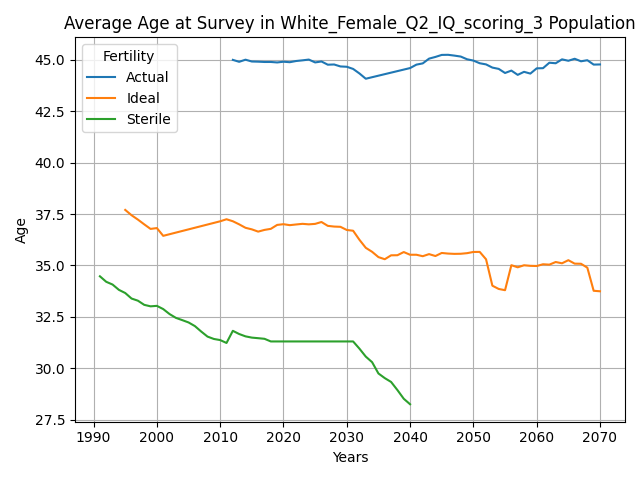 Average Age at Survey in White_Female_Q2_IQ_scoring_3 Population
Fertility
Actual
Ideal
Sterile
Age
45.0
42.5
40.0
37.5
35.0
32.5
30.0
27.5
1990 2000 2010 2020 2030 2040 2050 2060 2070
Years